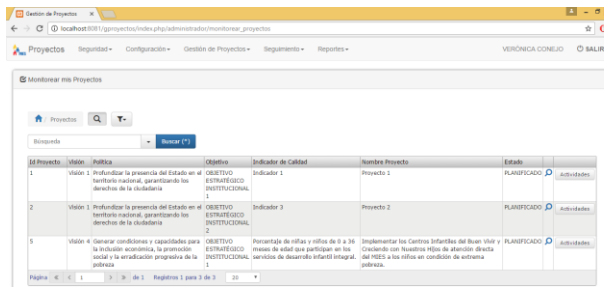 Gestión de Proyectos
localhost:8081/gproyectos/index.php/administrador/monitorear_proyectos
Proyectos Seguridad Configuración Gestión de Proyectos Seguimiento Reportes VERÓNICA CONEJO SALIR
Monitorear mis Proyectos
/ Proyectos
Búsqueda Buscar (*)
Id Proyecto Visión Política Objetivo Indicador de Calidad Nombre Proyecto Estado
1 Visión 1 Profundizar la presencia del Estado en el OBJETIVO Indicador 1 Proyecto 1 PLANIFICADO Actividades
territorio nacional, garantizando los ESTRATÉGICO
derechos de la ciudadanía INSTITUCIONAL
1
2 Visión 1 Profundizar la presencia del Estado en el OBJETIVO Indicador 3 Proyecto 2 PLANIFICADO Actividades
territorio nacional, garantizando los ESTRATÉGICO
derechos de la ciudadanía INSTITUCIONAL
2
5 Visión 4 Generar condiciones y capacidades para OBJETIVO Porcentaje de niñas y niños de 0 a 36 Implementar los Centros Infantiles del Buen Vivir y PLANIFICADO Actividades
la inclusión económica, la promoción ESTRATÉGICO meses de edad que participan en los Creciendo con Nuestros Hijos de atención directa
social y la erradicación progresiva de la INSTITUCIONAL servicios de desarrollo infantil integral. del MIES a los niños en condición de extrema
pobreza 1 pobreza.
Página 1 de 1 Registros 1 para 3 de 3 20